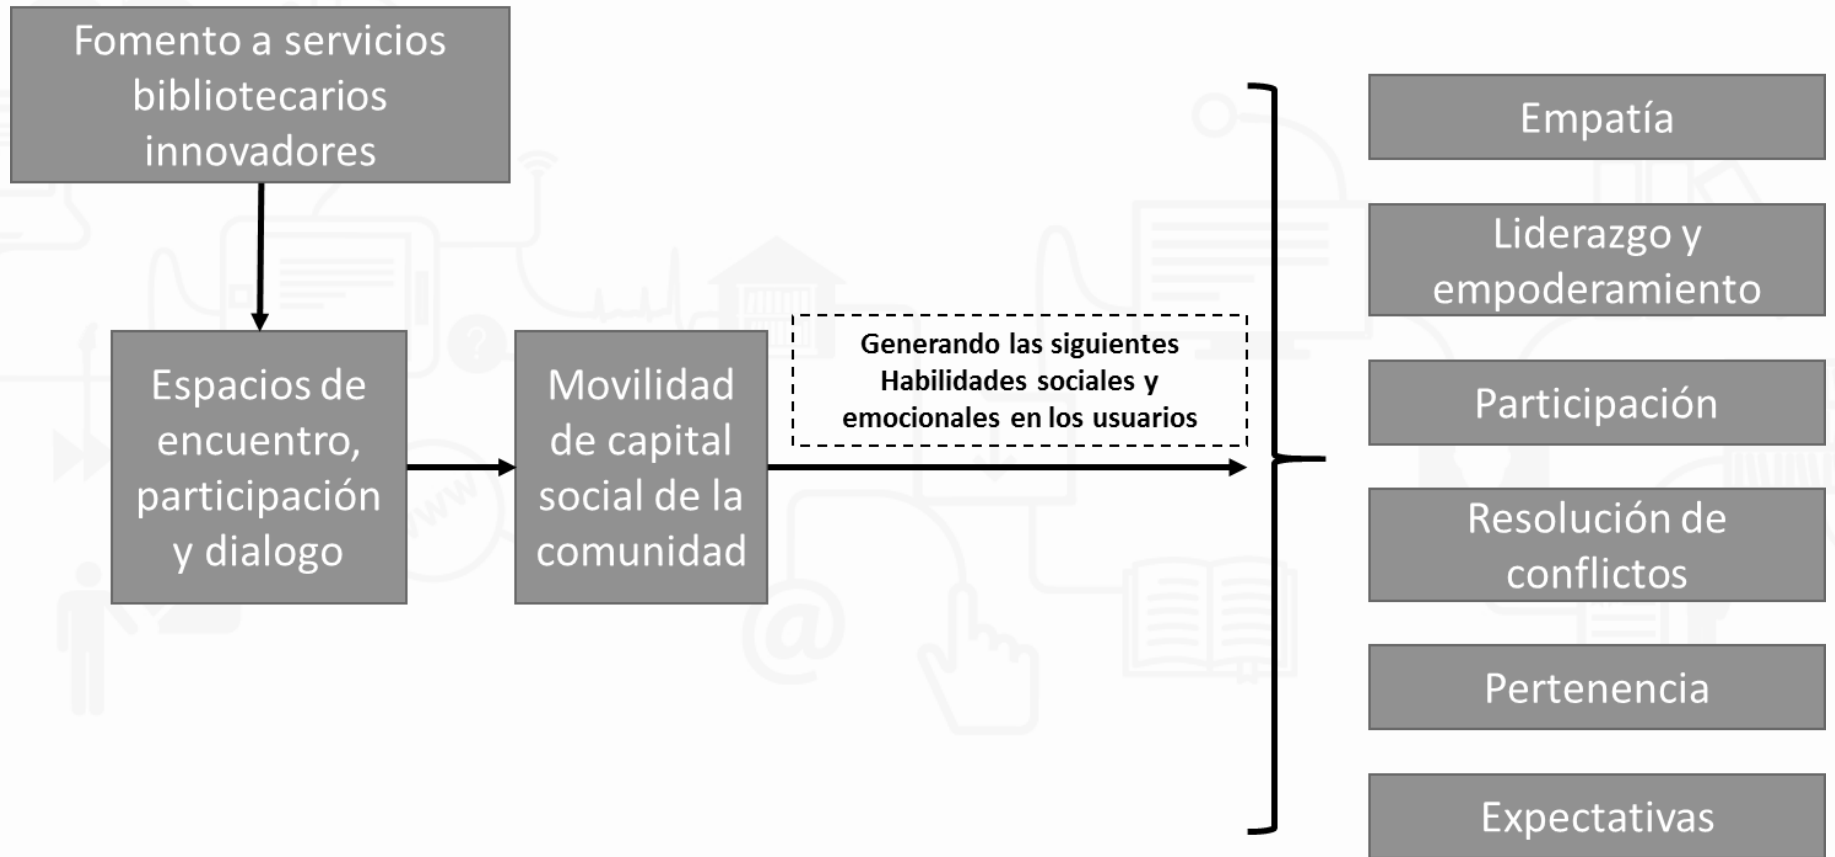 Fomento a servicios
bibliotecarios
innovadores
Espacios de
encuentro,
participación
y dialogo
Movilidad
de capital
social de la
comunidad
Generando las siguientes
Habilidades sociales y
emocionales en los usuarios
Empatía
Liderazgo y
empoderamiento
Participación
Resolución de
conflictos
Pertenencia
Expectativas
?
www
@